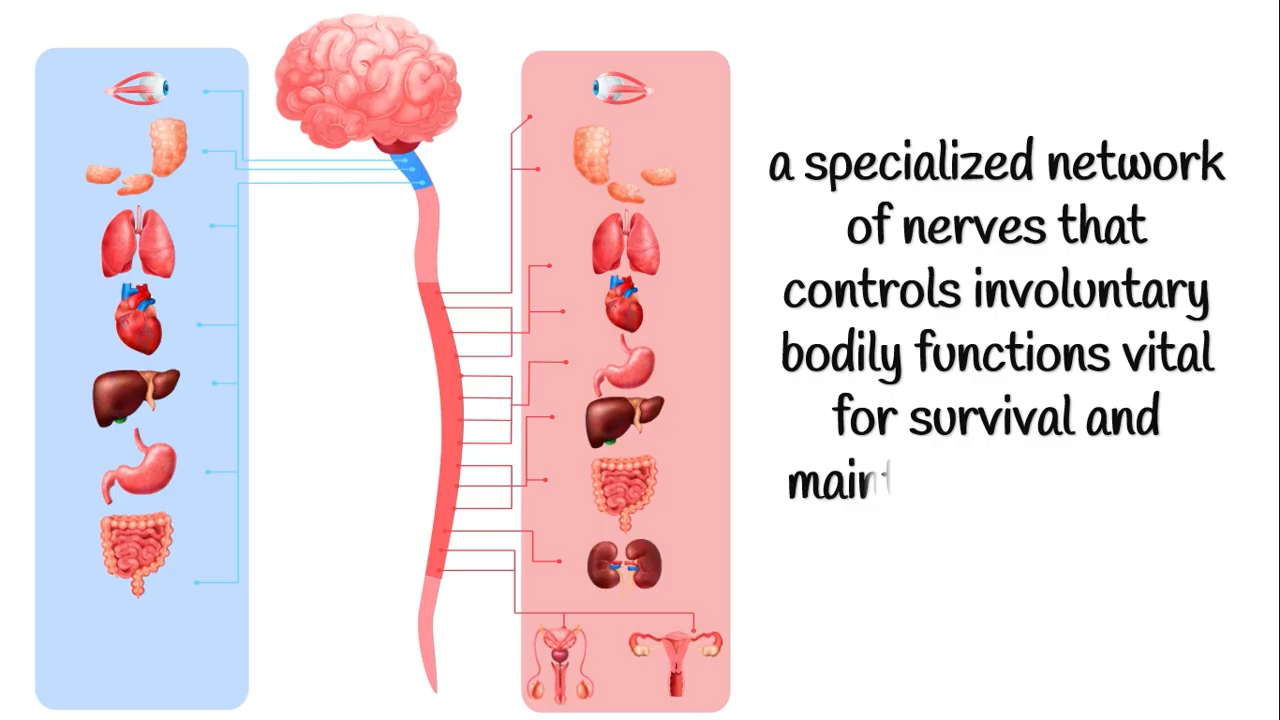 a specialized network
of nerves that
controls involuntary
bodily functions vital
for survival and